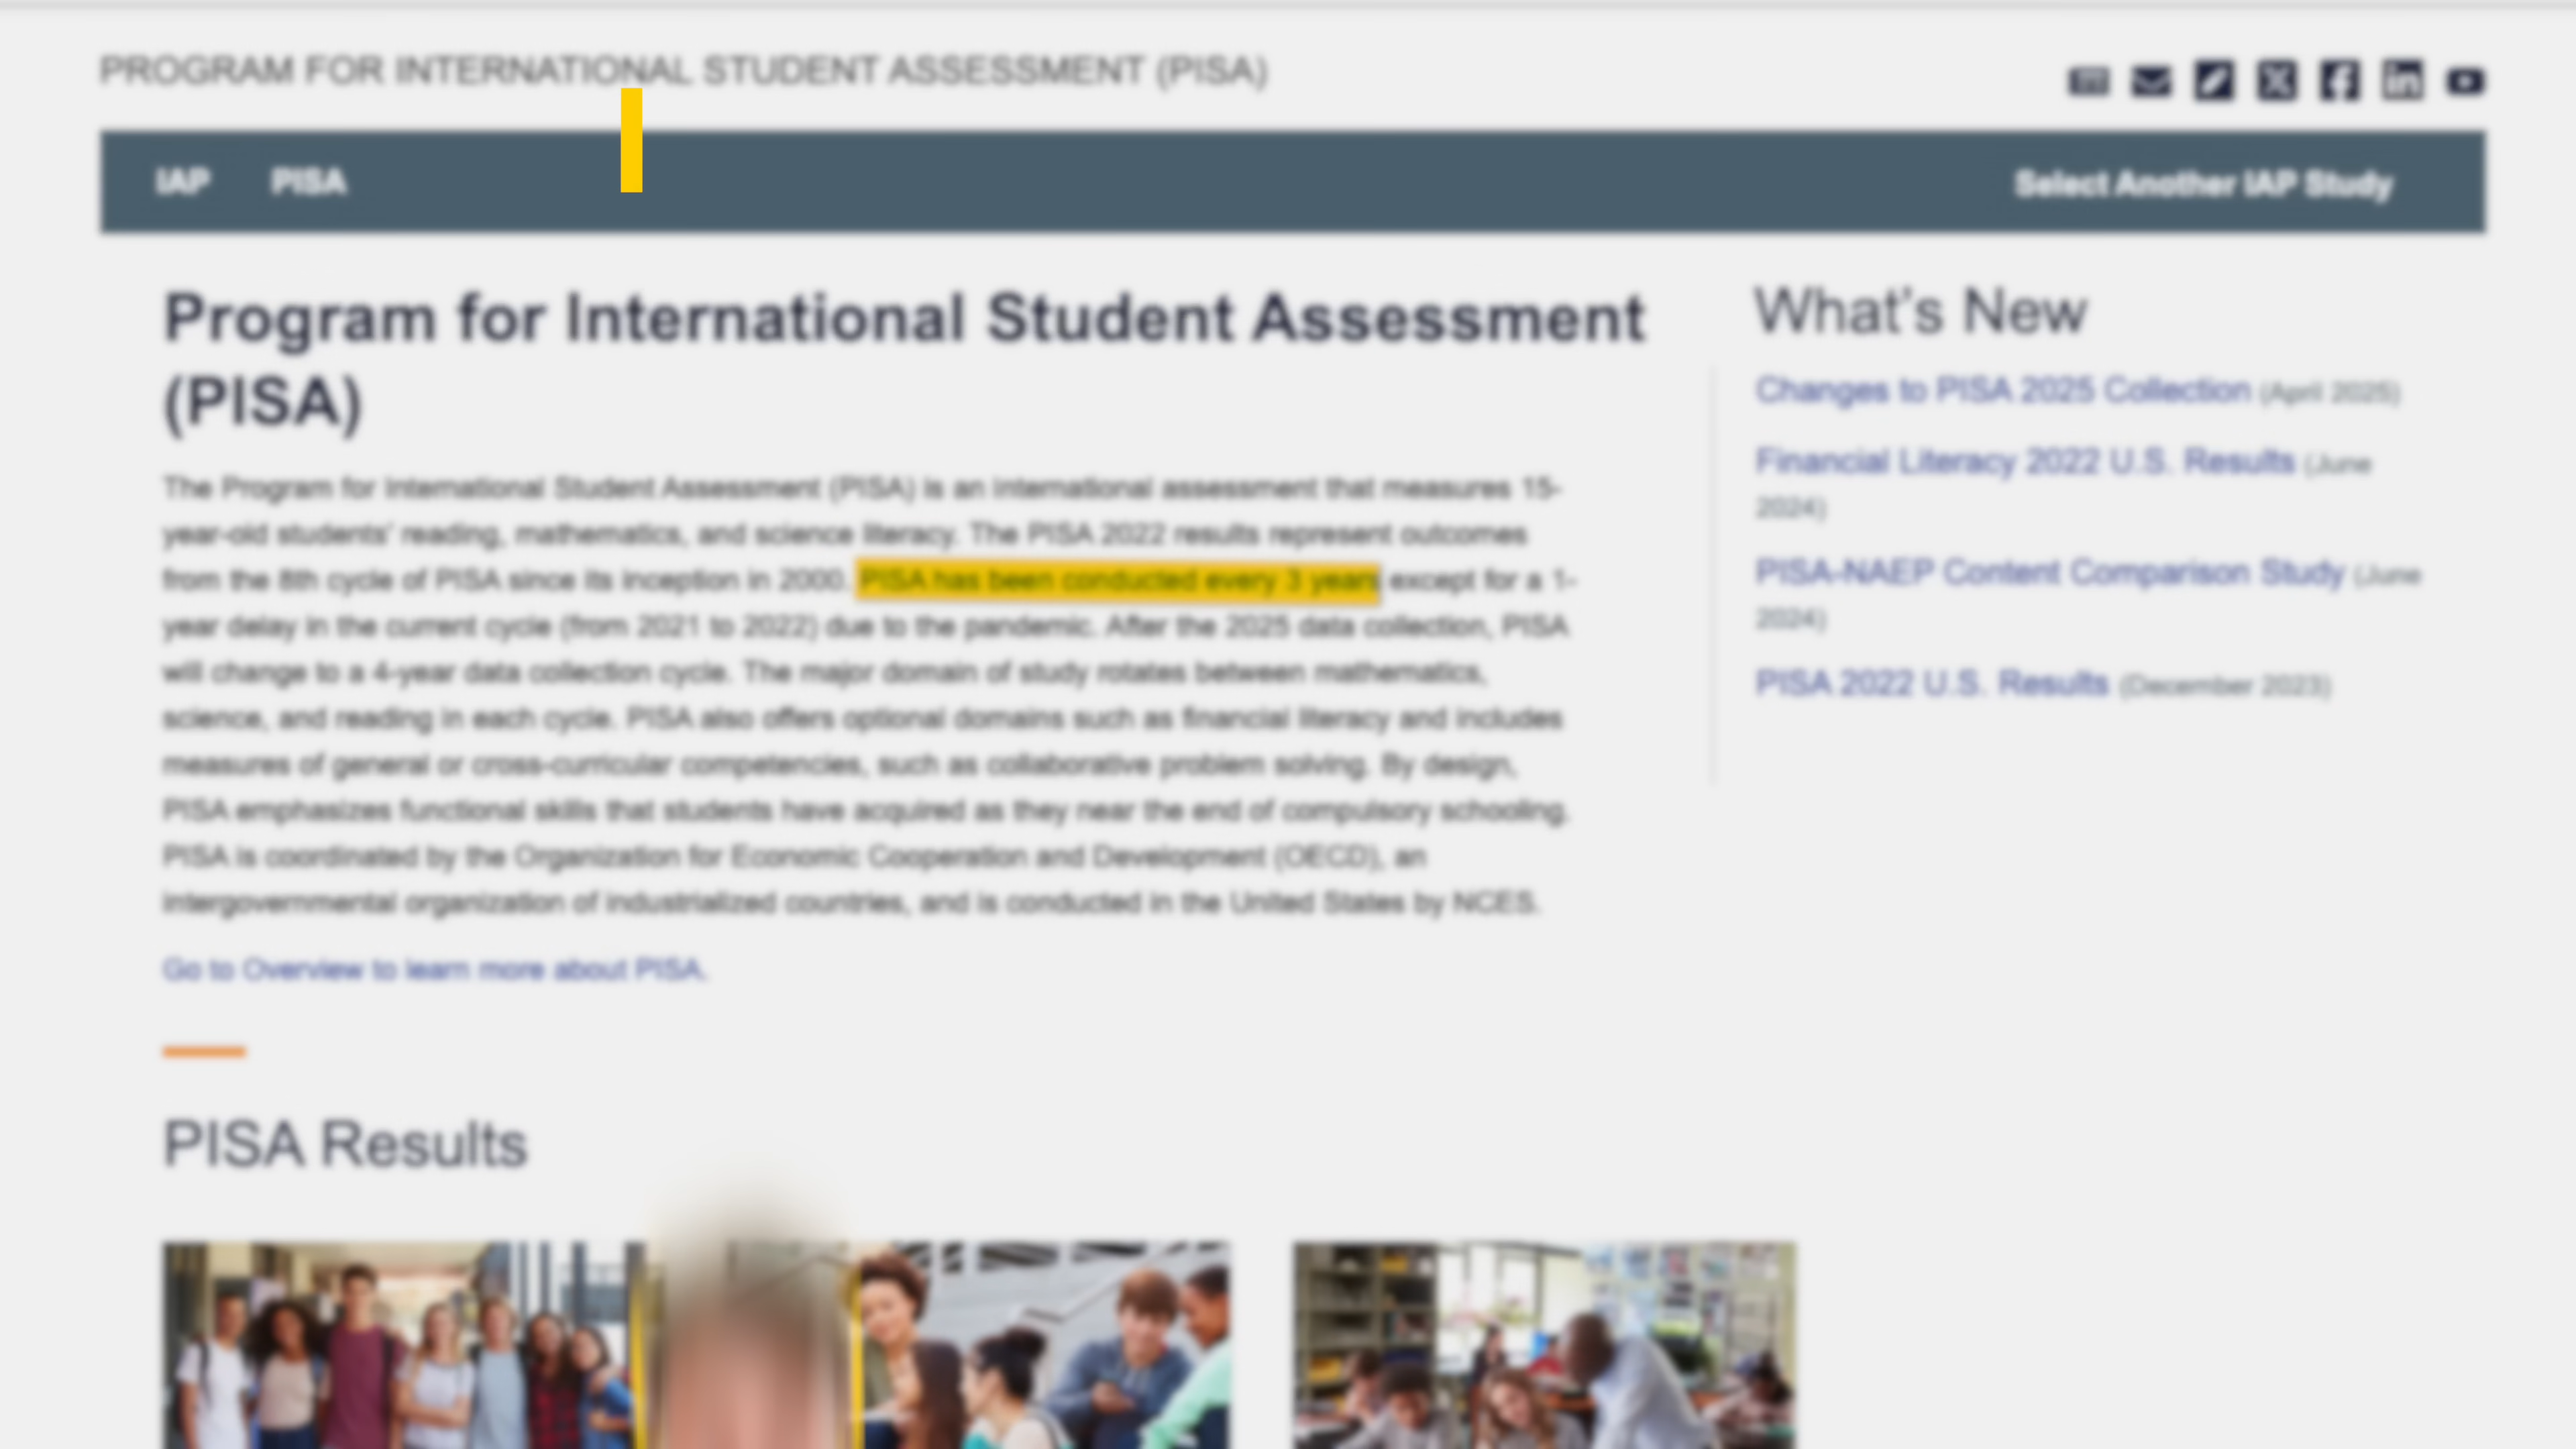 PROGRAM FOR INTERNATIONAL STUDENT ASSESSMENT (PISA)
IAP PISA Select Another IAP Study
Program for International Student Assessment
(PISA)
The Program for International Student Assessment (PISA) is an international assessment that measures 15-
year-old students' reading, mathematics, and science literacy. The PISA 2022 results represent outcomes
from the 8th cycle of PISA since its inception in 2000. PISA has been conducted every 3 years except for a 1-
year delay in the current cycle (from 2021 to 2022) due to the pandemic. After the 2025 data collection, PISA
will change to a 4-year data collection cycle. The major domain of study rotates between mathematics,
science, and reading in each cycle. PISA also offers optional domains such as financial literacy and includes
measures of general or cross-curricular competencies, such as collaborative problem solving. By design,
PISA emphasizes functional skills that students have acquired as they near the end of compulsory schooling.
PISA is coordinated by the Organization for Economic Cooperation and Development (OECD), an
intergovernmental organization of industrialized countries, and is conducted in the United States by NCES.
Go to Overview to learn more about PISA.
What's New
Changes to PISA 2025 Collection (April 2025)
Financial Literacy 2022 U.S. Results (June
2024)
PISA-NAEP Content Comparison Study (June
2024)
PISA 2022 U.S. Results (December 2023)
PISA Results